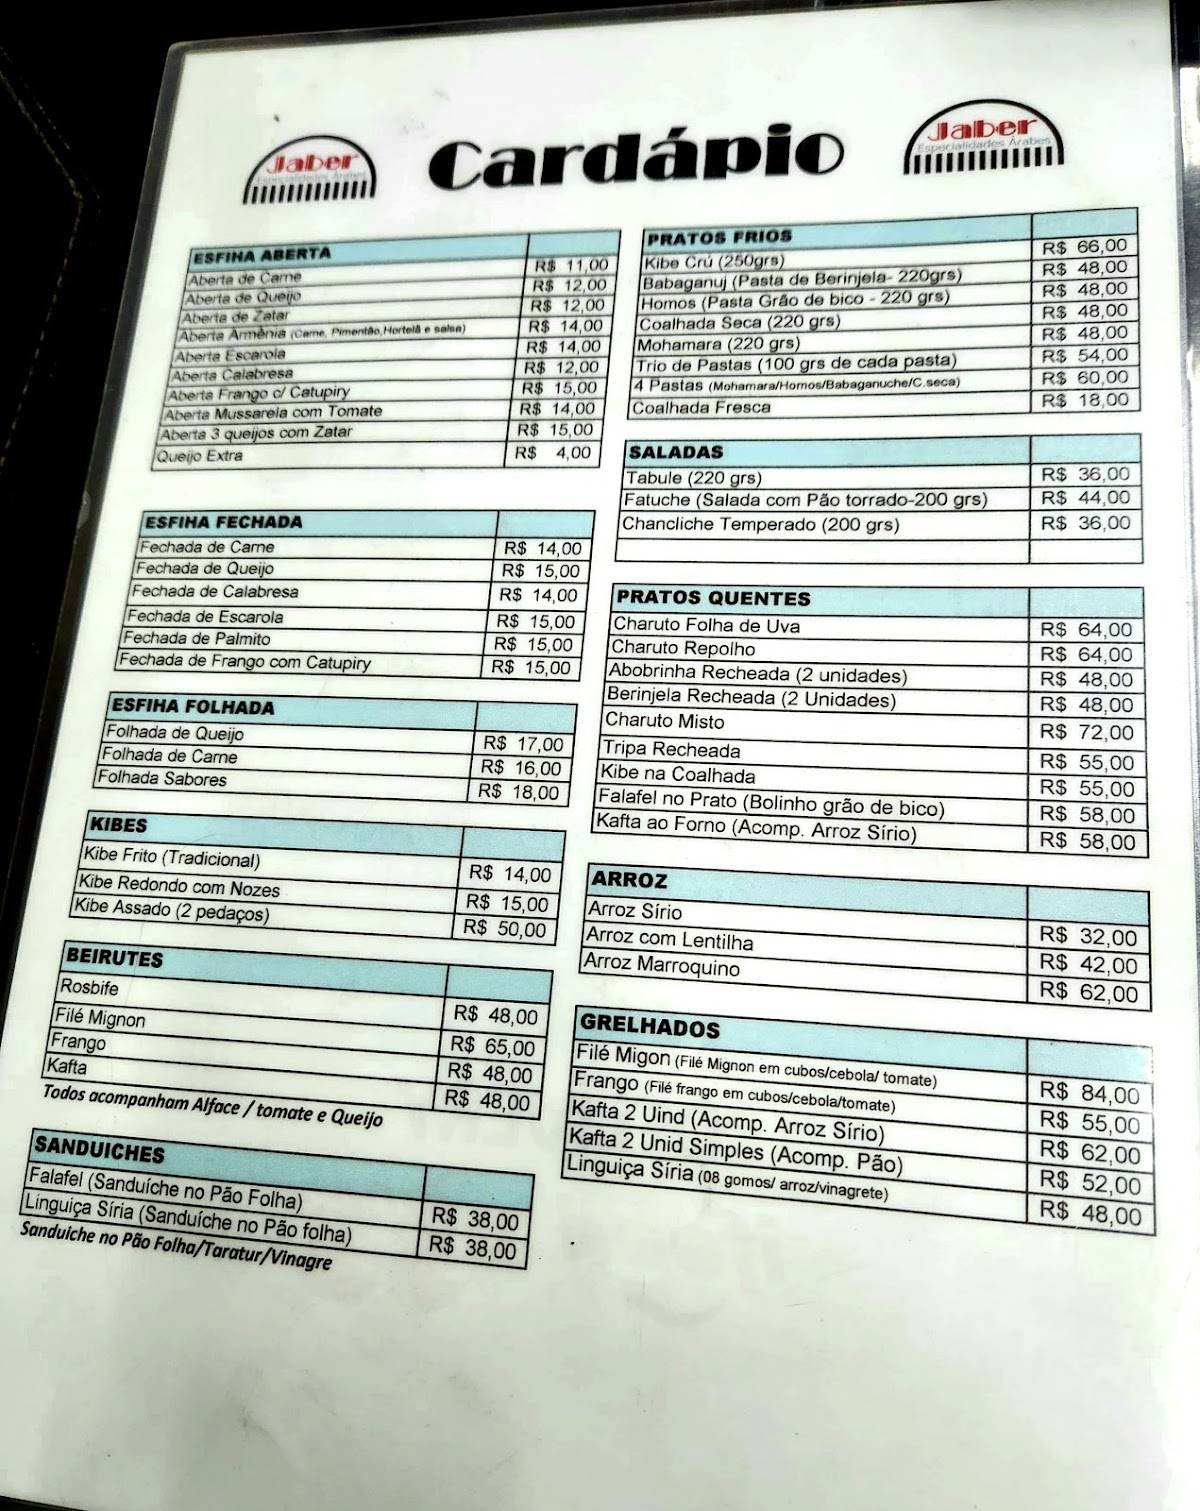 Jaber
Especialidades Árabes
Cardápio
Jaber
Especialidades Árabes
ESFIHA ABERTA
Aberta de Carne R$ 11,00
Aberta de Queijo R$ 12,00
Aberta de Zatar R$ 12,00
Aberta Armênia (Carne, Pimentão,Hortelã e salsa) R$ 14,00
Aberta Escarola R$ 14,00
Aberta Calabresa R$ 12,00
Aberta Frango c/ Catupiry R$ 15,00
Aberta Mussarela com Tomate R$ 14,00
Aberta 3 queijos com Zatar R$ 15,00
Queijo Extra R$ 4,00
ESFIHA FECHADA
Fechada de Carne R$ 14,00
Fechada de Queijo R$ 15,00
Fechada de Calabresa R$ 14,00
Fechada de Escarola R$ 15,00
Fechada de Palmito R$ 15,00
Fechada de Frango com Catupiry R$ 15,00
ESFIHA FOLHADA
Folhada de Queijo R$ 17,00
Folhada de Carne R$ 16,00
Folhada Sabores R$ 18,00
KIBES
Kibe Frito (Tradicional) R$ 14,00
Kibe Redondo com Nozes R$ 15,00
Kibe Assado (2 pedaços) R$ 50,00
BEIRUTES
Rosbife R$ 48,00
Filé Mignon R$ 65,00
Frango R$ 48,00
Kafta R$ 48,00
Todos acompanham Alface / tomate e Queijo
SANDUICHES
Falafel (Sanduíche no Pão Folha) R$ 38,00
Linguiça Síria (Sanduíche no Pão folha) R$ 38,00
Sanduiche no Pão Folha/Taratur/Vinagre
PRATOS FRIOS
Kibe Crú (250grs) R$ 66,00
Babaganuj (Pasta de Berinjela- 220grs) R$ 48,00
Homos (Pasta Grão de bico - 220 grs) R$ 48,00
Coalhada Seca (220 grs) R$ 48,00
Mohamara (220 grs) R$ 48,00
Trio de Pastas (100 grs de cada pasta) R$ 54,00
4 Pastas (Mohamara/Homos/Babaganuche/C.seca) R$ 60,00
Coalhada Fresca R$ 18,00
SALADAS
Tabule (220 grs) R$ 36,00
Fatuche (Salada com Pão torrado-200 grs) R$ 44,00
Chancliche Temperado (200 grs) R$ 36,00
PRATOS QUENTES
Charuto Folha de Uva R$ 64,00
Charuto Repolho R$ 64,00
Abobrinha Recheada (2 unidades) R$ 48,00
Berinjela Recheada (2 Unidades) R$ 48,00
Charuto Misto R$ 72,00
Tripa Recheada R$ 55,00
Kibe na Coalhada R$ 55,00
Falafel no Prato (Bolinho grão de bico) R$ 58,00
Kafta ao Forno (Acomp. Arroz Sírio) R$ 58,00
ARROZ
Arroz Sírio R$ 32,00
Arroz com Lentilha R$ 42,00
Arroz Marroquino R$ 62,00
GRELHADOS
Filé Migon (Filé Mignon em cubos/cebola/ tomate) R$ 84,00
Frango (Filé frango em cubos/cebola/tomate) R$ 55,00
Kafta 2 Uind (Acomp. Arroz Sírio) R$ 62,00
Kafta 2 Unid Simples (Acomp. Pão) R$ 52,00
Linguiça Síria (08 gomos/ arroz/vinagrete) R$ 48,00